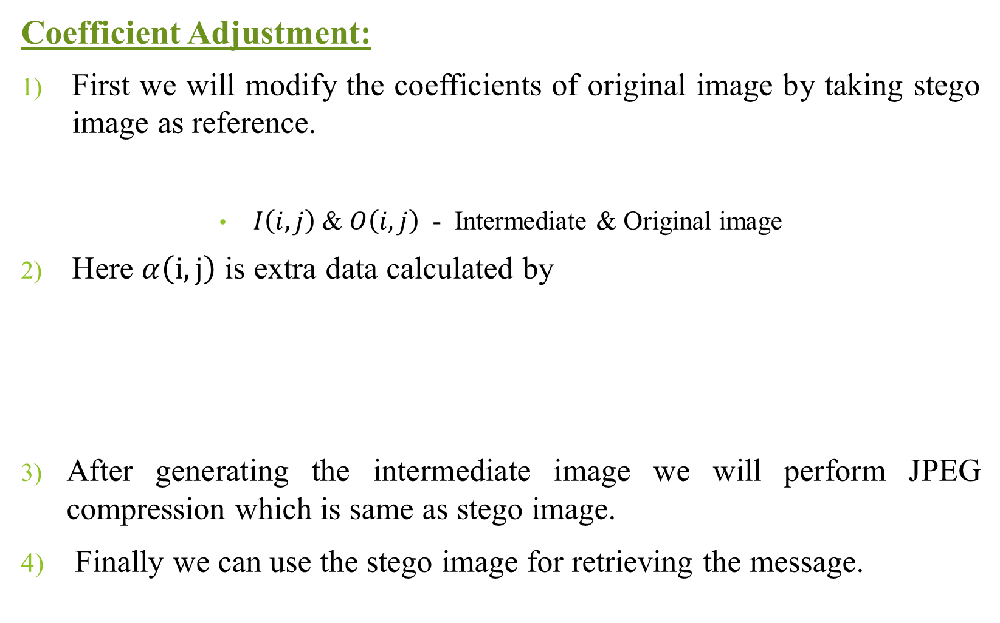 Coefficient Adjustment:
1) First we will modify the coefficients of original image by taking stego
image as reference.
• I(i,j) & O(i,j) - Intermediate & Original image
2) Here α(i,j) is extra data calculated by
3) After generating the intermediate image we will perform JPEG
compression which is same as stego image.
4) Finally we can use the stego image for retrieving the message.